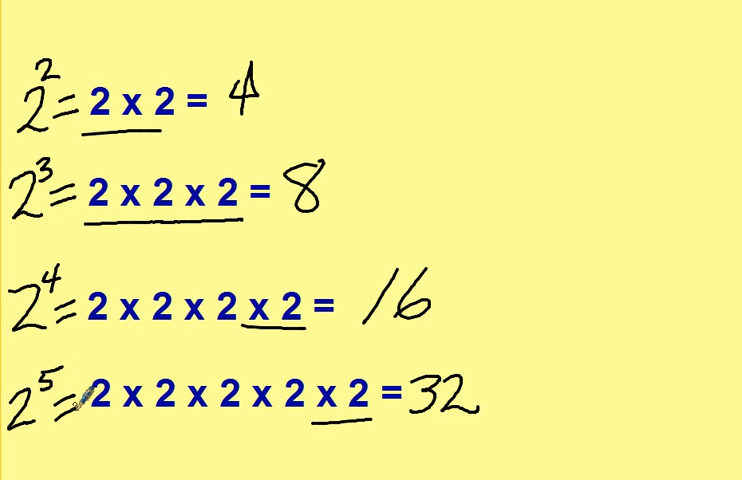 2² = 2 x 2 = 4
2³ = 2 x 2 x 2 = 8
2⁴ = 2 x 2 x 2 x 2 = 16
2⁵ = 2 x 2 x 2 x 2 x 2 = 32